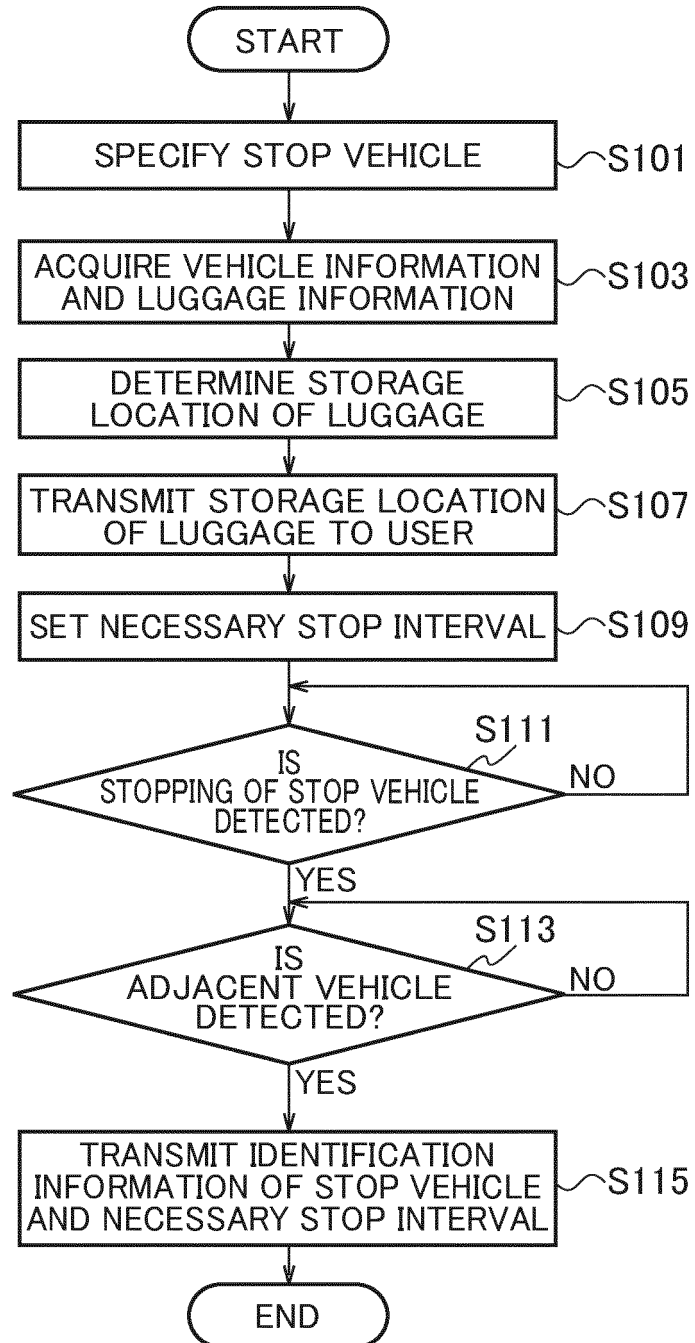 START
SPECIFY STOP VEHICLE
S101
ACQUIRE VEHICLE INFORMATION
AND LUGGAGE INFORMATION
S103
DETERMINE STORAGE
LOCATION OF LUGGAGE
S105
TRANSMIT STORAGE LOCATION
OF LUGGAGE TO USER
S107
SET NECESSARY STOP INTERVAL
S109
S111
IS
STOPPING OF STOP VEHICLE
DETECTED?
NO
YES
S113
IS
ADJACENT VEHICLE
DETECTED?
NO
YES
TRANSMIT IDENTIFICATION
INFORMATION OF STOP VEHICLE
AND NECESSARY STOP INTERVAL
S115
END